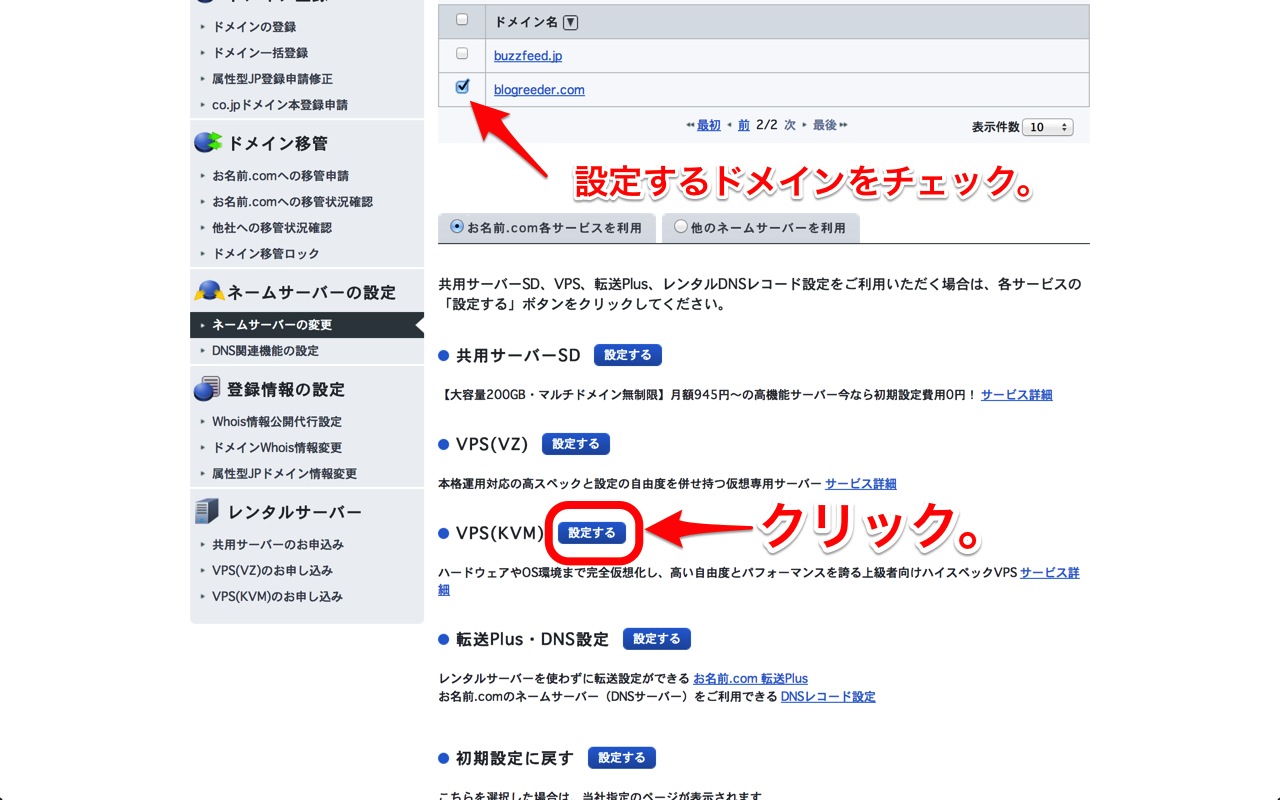 ドメインの登録
ドメイン一括登録
属性型JP登録申請修正
co.jpドメイン本登録申請
ドメイン移管
お名前.comへの移管申請
お名前.comへの移管状況確認
他社への移管状況確認
ドメイン移管ロック
ネームサーバーの設定
ネームサーバーの変更
DNS関連機能の設定
登録情報の設定
Whois情報公開代行設定
ドメインWhois情報変更
属性型JPドメイン情報変更
レンタルサーバー
共用サーバーのお申込み
VPS(VZ)のお申し込み
VPS(KVM)のお申し込み
ドメイン名 ▼
buzzfeed.jp
blogreeder.com
最初 前 2/2 次 最後
表示件数 10
設定するドメインをチェック。
お名前.com各サービスを利用 他のネームサーバーを利用
共用サーバーSD、VPS、転送Plus、レンタルDNSレコード設定をご利用いただく場合は、各サービスの
「設定する」ボタンをクリックしてください。
共用サーバーSD 設定する
【大容量200GB・マルチドメイン無制限】月額945円〜の高機能サーバー今なら初期設定費用0円！ サービス詳細
VPS(VZ) 設定する
本格運用対応の高スペックと設定の自由度を併せ持つ仮想専用サーバー サービス詳細
VPS(KVM) 設定する クリック。
ハードウェアやOS環境まで完全仮想化し、高い自由度とパフォーマンスを誇る上級者向けハイスペックVPS サービス詳
細
転送Plus・DNS設定 設定する
レンタルサーバーを使わずに転送設定ができる お名前.com 転送Plus
お名前.comのネームサーバー（DNSサーバー）をご利用できる DNSレコード設定
初期設定に戻す 設定する
こちらを選択した場合は、当社指定のページが表示されます